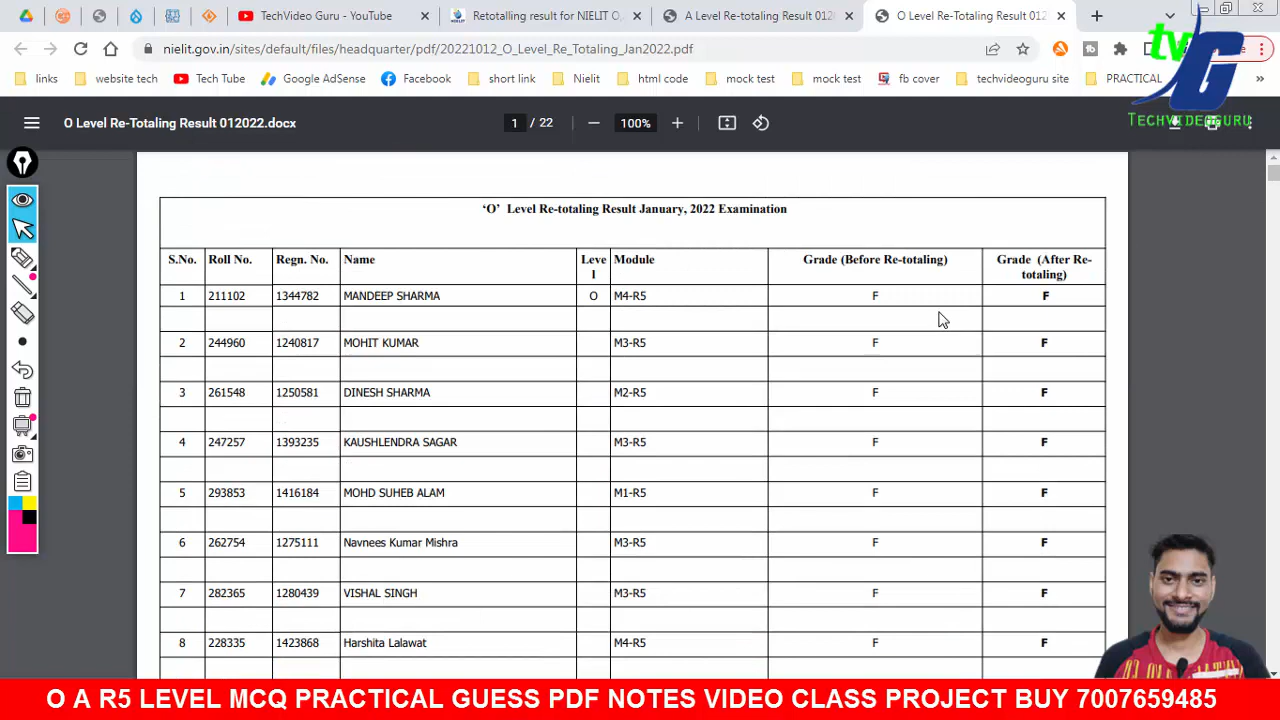 TechVideo Guru - YouTube
Retotalling result for NIELIT O,
A Level Re-totaling Result 012
O Level Re-Totaling Result 012
nielit.gov.in/sites/default/files/headquarter/pdf/20221012_O_Level_Re_Totaling_Jan2022.pdf
links
website tech
Tech Tube
Google AdSense
Facebook
short link
Nielit
html code
mock test
mock test
fb cover
techvideoguru site
PRACTICAL
tv
G
TECHVIDEOGURU
O Level Re-Totaling Result 012022.docx
1 / 22
100%
‘O’ Level Re-totaling Result January, 2022 Examination
S.No. Roll No. Regn. No. Name Leve Module Grade (Before Re-totaling) Grade (After Re-
l totaling)
1 211102 1344782 MANDEEP SHARMA O M4-R5 F F
2 244960 1240817 MOHIT KUMAR M3-R5 F F
3 261548 1250581 DINESH SHARMA M2-R5 F F
4 247257 1393235 KAUSHLENDRA SAGAR M3-R5 F F
5 293853 1416184 MOHD SUHEB ALAM M1-R5 F F
6 262754 1275111 Navnees Kumar Mishra M3-R5 F F
7 282365 1280439 VISHAL SINGH M3-R5 F F
8 228335 1423868 Harshita Lalawat M4-R5 F F
O A R5 LEVEL MCQ PRACTICAL GUESS PDF NOTES VIDEO CLASS PROJECT BUY 7007659485